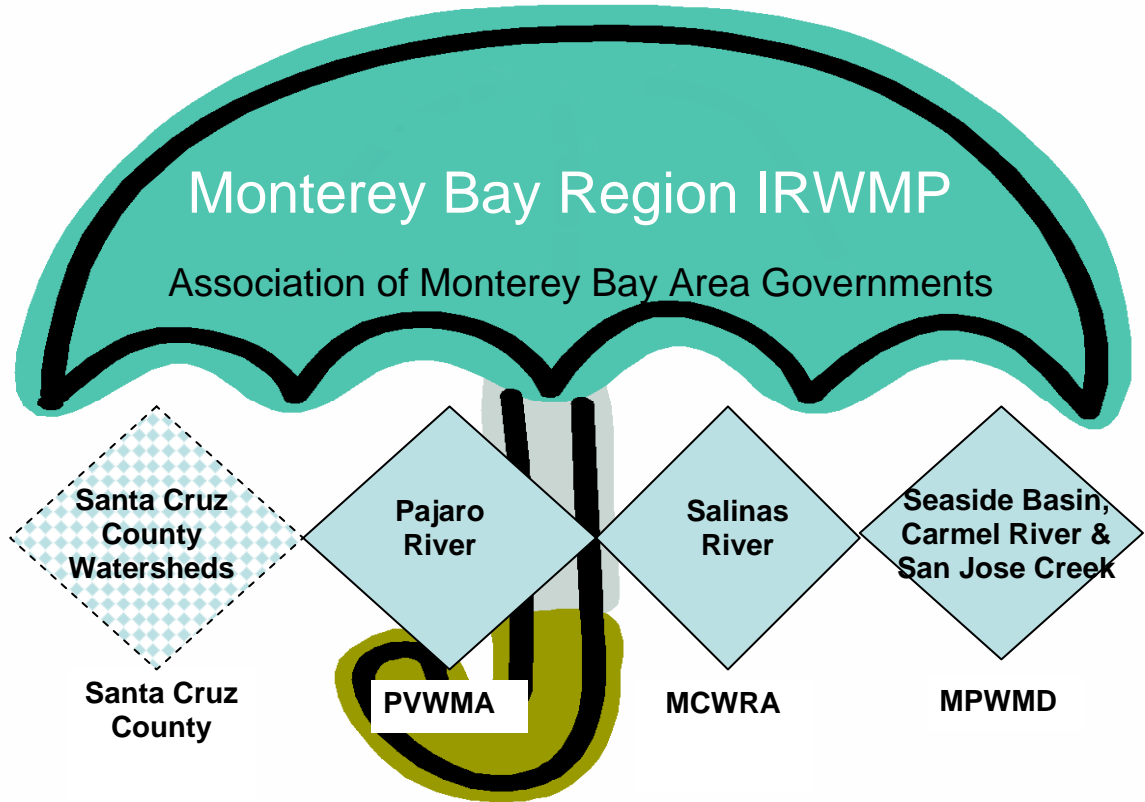 Monterey Bay Region IRWMP
Association of Monterey Bay Area Governments
Santa Cruz
County
Watersheds
Pajaro
River
Salinas
River
Seaside Basin,
Carmel River &
San Jose Creek
Santa Cruz
County
PVWMA
MCWRA
MPWMD